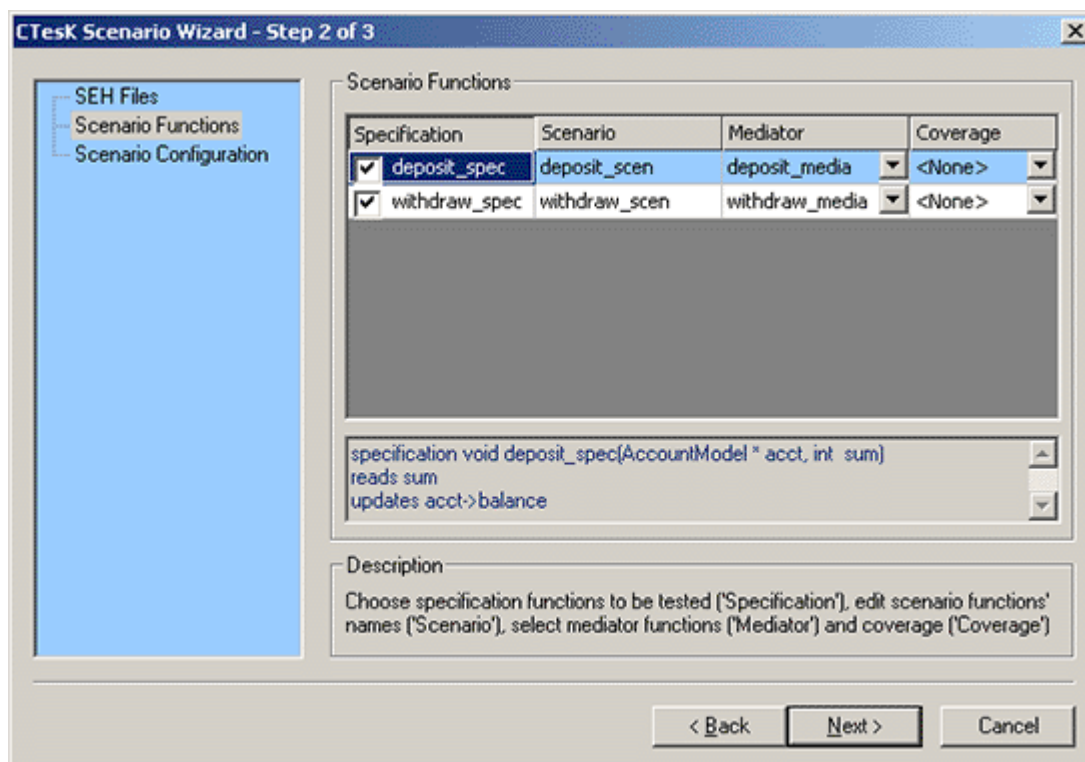 CTesK Scenario Wizard - Step 2 of 3
SEH Files
Scenario Functions
Scenario Configuration
Scenario Functions
Specification Scenario Mediator Coverage
deposit_spec deposit_scen deposit_media <None>
withdraw_spec withdraw_scen withdraw_media <None>
specification void deposit_spec(AccountModel * acct, int sum)
reads sum
updates acct->balance
Description
Choose specification functions to be tested ('Specification'), edit scenario functions'
names ('Scenario'), select mediator functions ('Mediator') and coverage ('Coverage')
< Back Next > Cancel